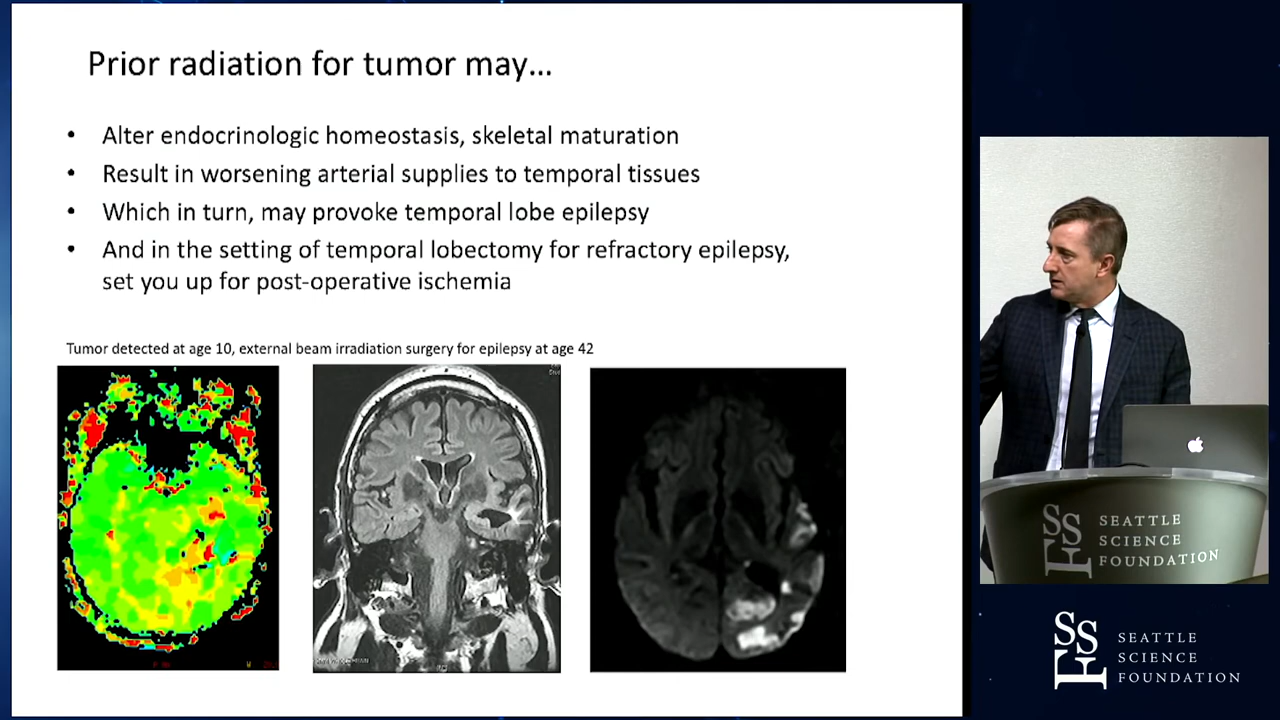 Prior radiation for tumor may...
• Alter endocrinologic homeostasis, skeletal maturation
• Result in worsening arterial supplies to temporal tissues
• Which in turn, may provoke temporal lobe epilepsy
• And in the setting of temporal lobectomy for refractory epilepsy,
set you up for post-operative ischemia
Tumor detected at age 10, external beam irradiation surgery for epilepsy at age 42
SSF
SEATTLE
SCIENCE
FOUNDATION
SSF
SEATTLE
SCIENCE
FOUNDATION